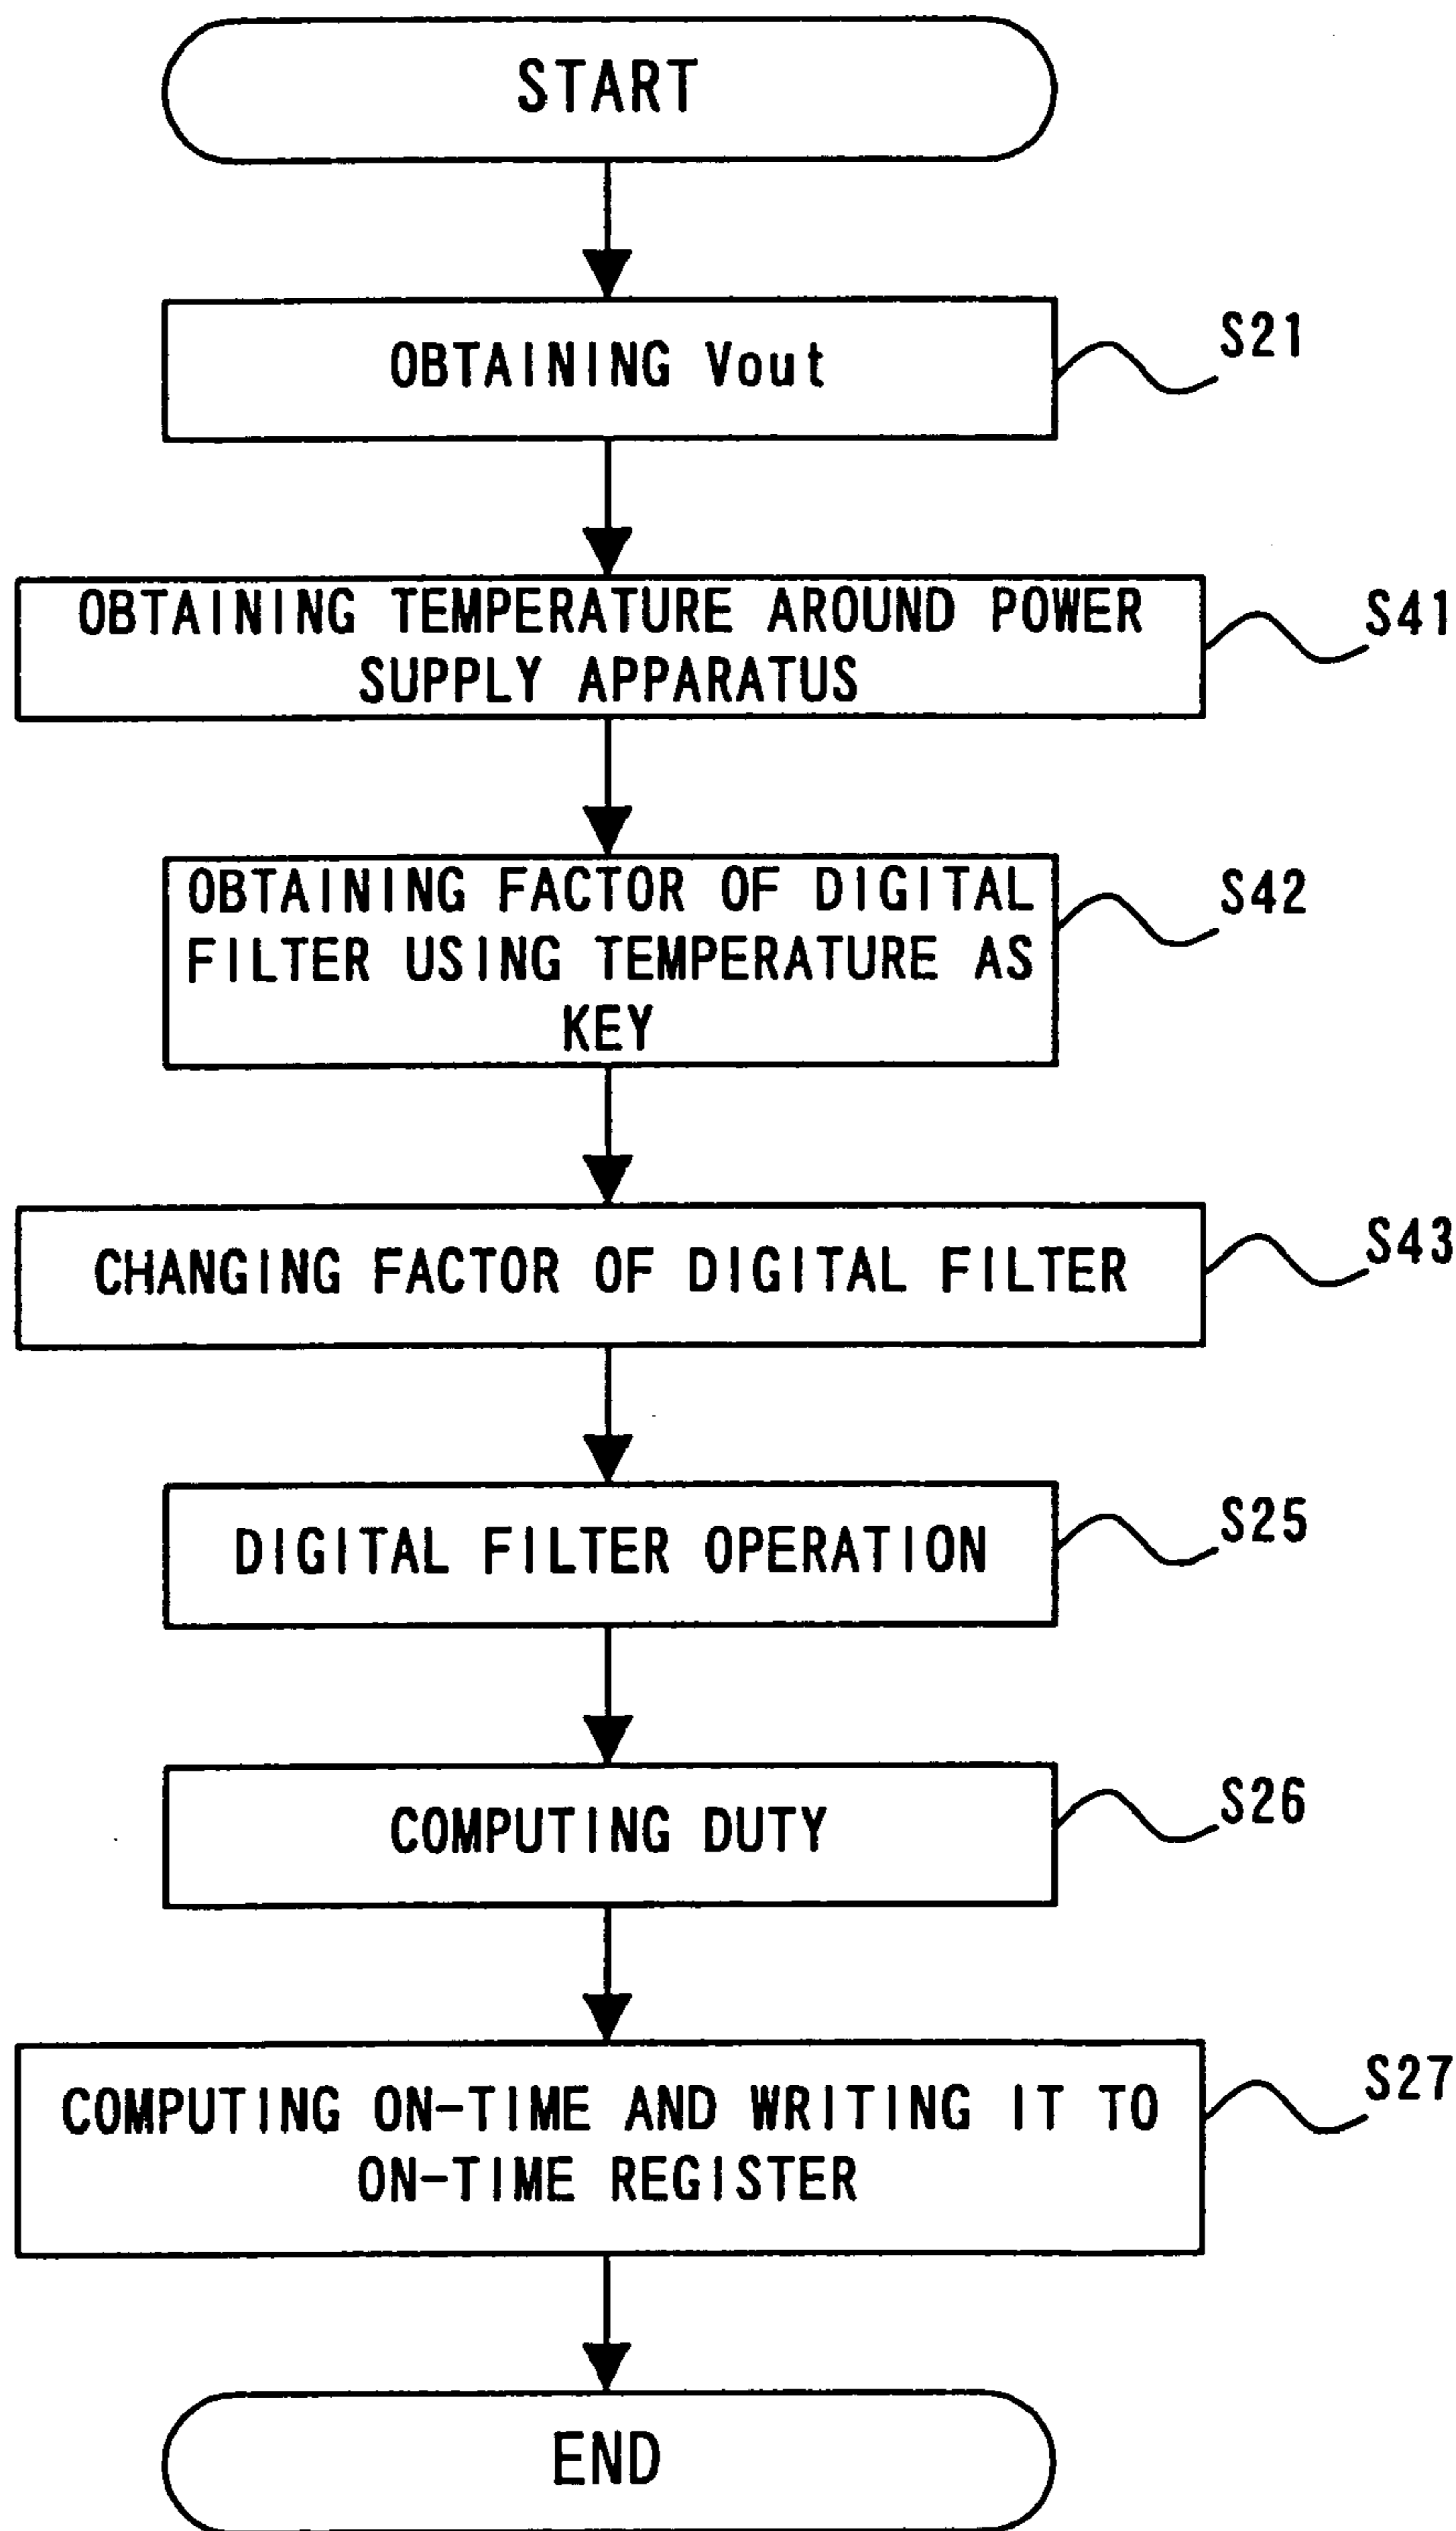 START
OBTAINING Vout
S21
OBTAINING TEMPERATURE AROUND POWER
SUPPLY APPARATUS
S41
OBTAINING FACTOR OF DIGITAL
FILTER USING TEMPERATURE AS
KEY
S42
CHANGING FACTOR OF DIGITAL FILTER
S43
DIGITAL FILTER OPERATION
S25
COMPUTING DUTY
S26
COMPUTING ON-TIME AND WRITING IT TO
ON-TIME REGISTER
S27
END